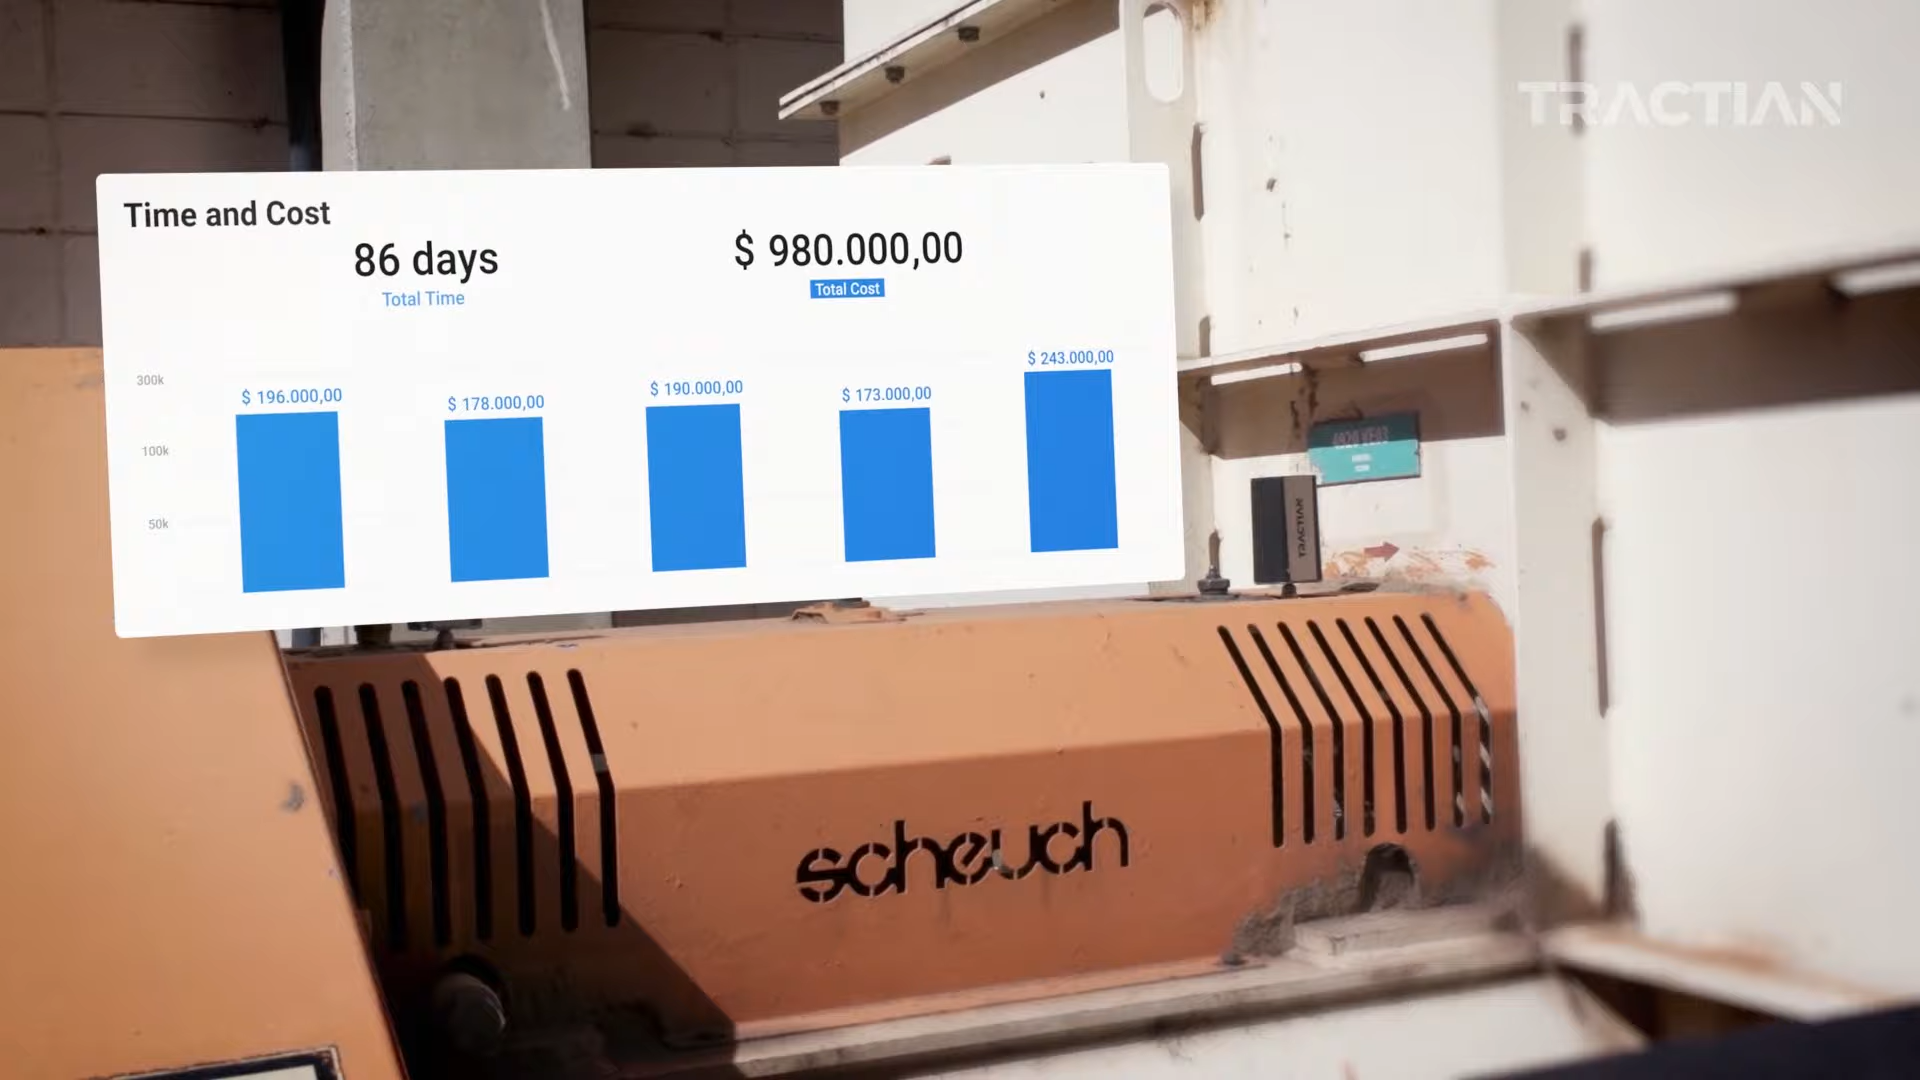 TRACTIAN
Time and Cost
86 days
Total Time
$ 980.000,00
Total Cost
300k
100k
50k
$ 196.000,00
$ 178.000,00
$ 190.000,00
$ 173.000,00
$ 243.000,00
TRACTIAN
scheuch